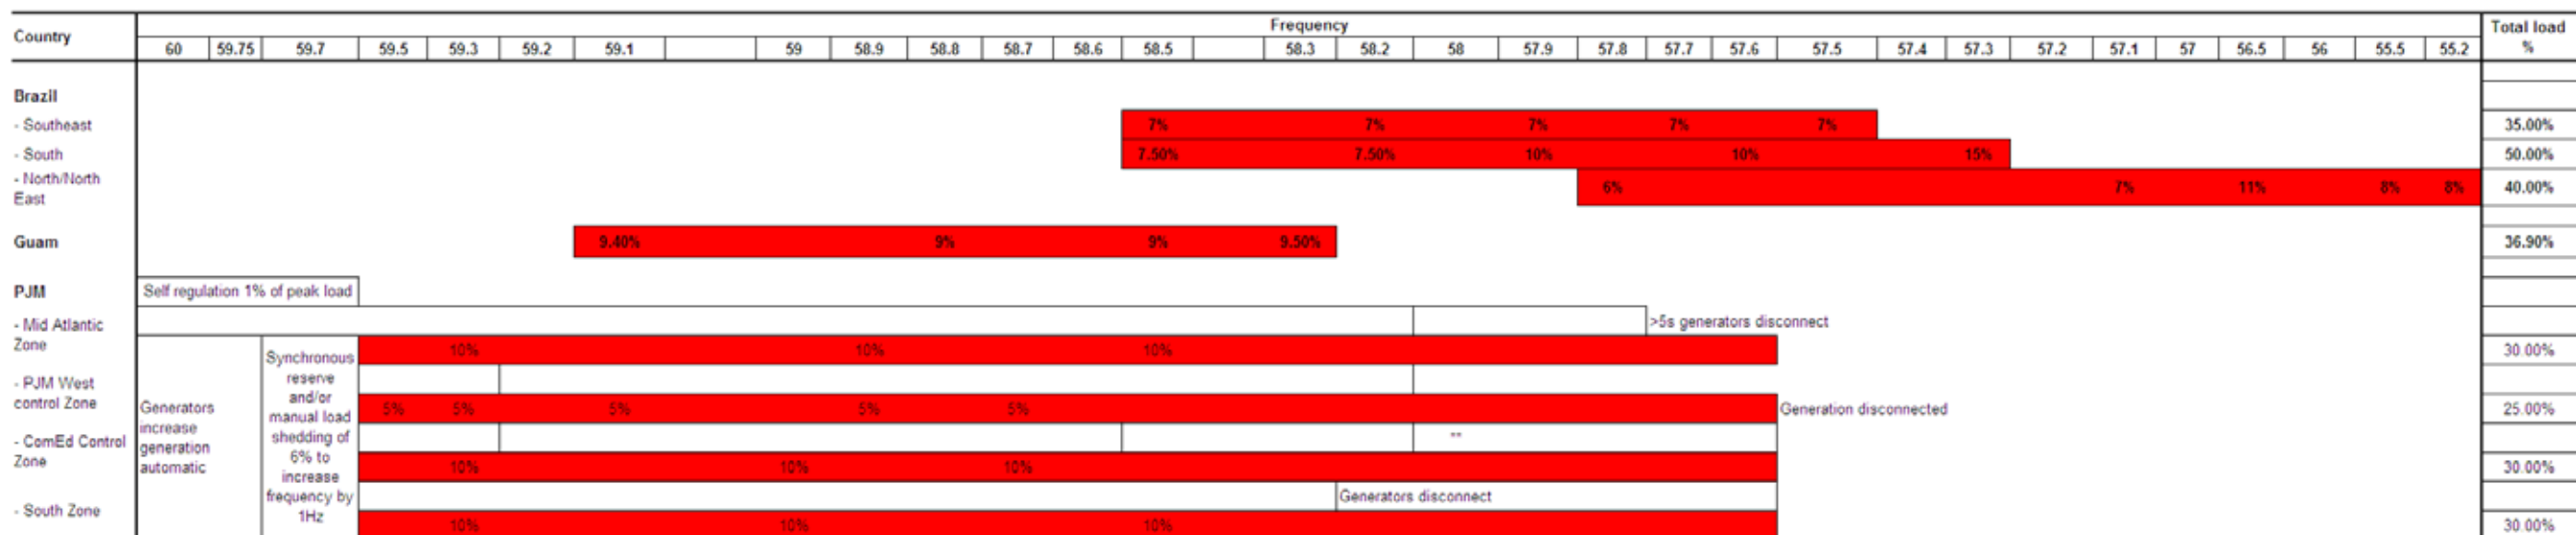 Country Frequency Total load %
60 59.75 59.7 59.5 59.3 59.2 59.1 59 58.9 58.8 58.7 58.6 58.5 58.3 58.2 58 57.9 57.8 57.7 57.6 57.5 57.4 57.3 57.2 57.1 57 56.5 56 55.5 55.2
Brazil
- Southeast 7% 7% 7% 7% 7% 35.00%
- South 7.50% 7.50% 10% 10% 15% 50.00%
- North/North
East 6% 7% 11% 8% 8% 40.00%
Guam 9.40% 9% 9% 9.50% 36.90%
PJM Self regulation 1% of peak load
- Mid Atlantic
Zone >5s generators disconnect
10% 10% 10% 30.00%
- PJM West
control Zone
5% 5% 5% 5% 5% Generation disconnected 25.00%
- ComEd Control
Zone **
10% 10% 10% 30.00%
- South Zone Generators disconnect
10% 10% 10% 30.00%
Generators
increase
generation
automatic
Synchronous
reserve
and/or
manual load
shedding of
6% to
increase
frequency by
1Hz